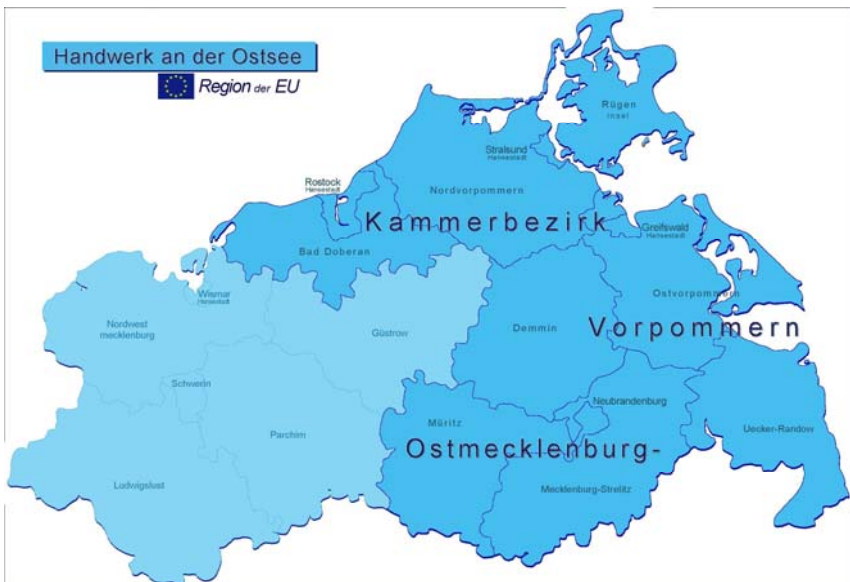 Handwerk an der Ostsee
Region der EU
Rügen
Insel
Stralsund
Hansestadt
Rostock
Hansestadt
Nordvorpommern
Kammerbezirk
Greifswald
Hansestadt
Bad Doberan
Wismar
Hansestadt
Ostvorpommern
Nordwest
mecklenburg
Güstrow
Demmin
Vorpommern
Schwerin
Neubrandenburg
Müritz
Parchim
Uecker-Randow
Ostmecklenburg-
Ludwigslust
Mecklenburg-Strelitz